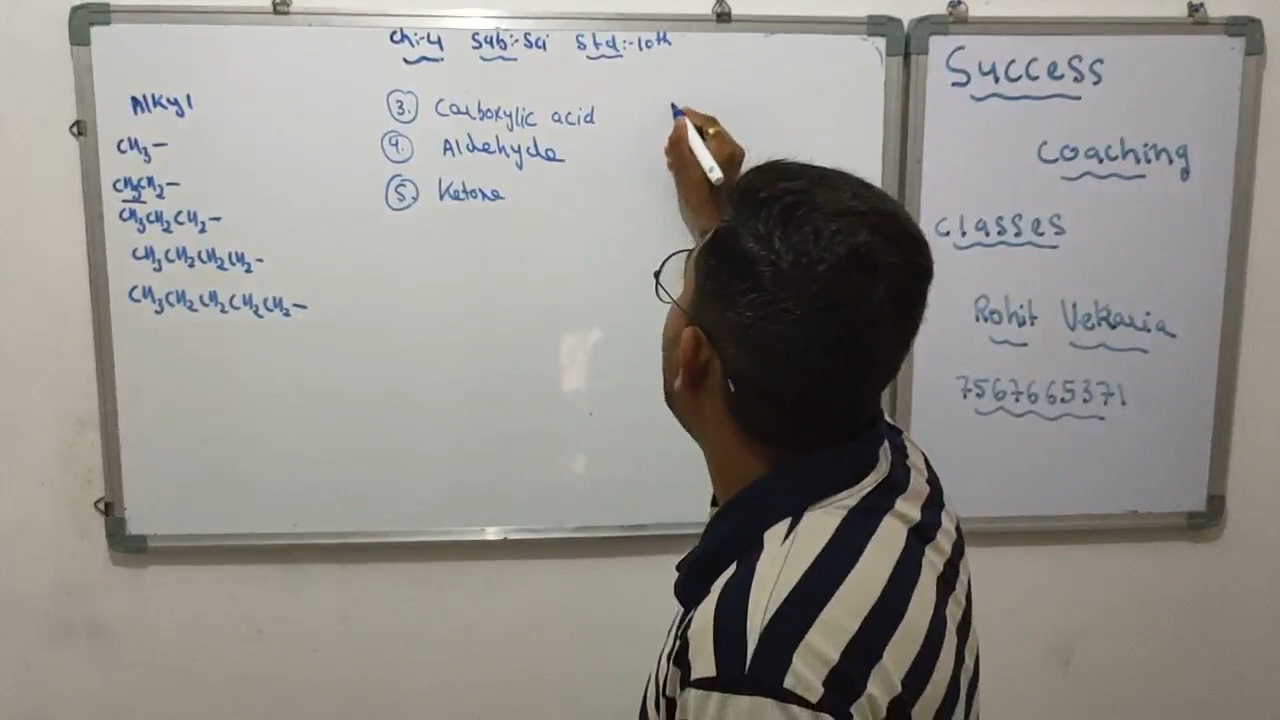 Ch:-4 Sub:-Sci Std:-10th
Alkyl
CH3-
CH2CH2-
CH3CH2CH2-
CH3CH2CH2CH2-
CH3CH2CH2CH2CH2-
3. Carboxylic acid
4. Aldehyde
5. Ketone
Success
Coaching
Classes
Rohit Vekaria
7567665371